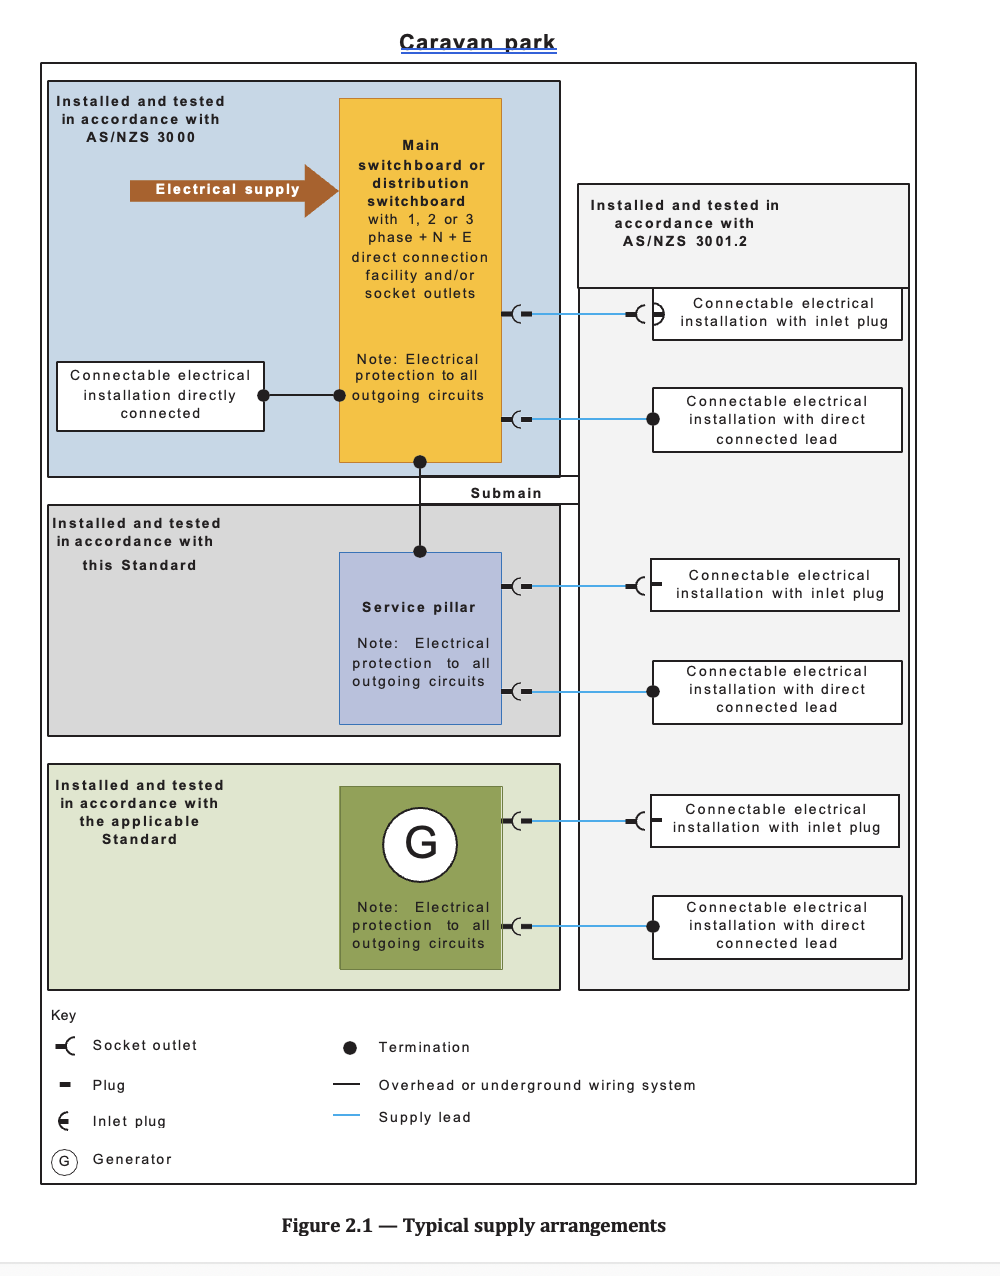 Caravan park
Installed and tested
in accordance with
AS/NZS 3000
Electrical supply
Main
switchboard or
distribution
switchboard
with 1, 2 or 3
phase + N + E
direct connection
facility and/or
socket outlets
Note: Electrical
protection to all
outgoing circuits
Connectable electrical
installation directly
connected
Installed and tested in
accordance with
AS/NZS 3001.2
Connectable electrical
installation with inlet plug
Connectable electrical
installation with direct
connected lead
Submain
Installed and tested
in accordance with
this Standard
Service pillar
Note: Electrical
protection to all
outgoing circuits
Connectable electrical
installation with inlet plug
Connectable electrical
installation with direct
connected lead
Installed and tested
in accordance with
the applicable
Standard
G
Note: Electrical
protection to all
outgoing circuits
Connectable electrical
installation with inlet plug
Connectable electrical
installation with direct
connected lead
Key
Socket outlet
Plug
Inlet plug
G Generator
Termination
Overhead or underground wiring system
Supply lead
Figure 2.1 — Typical supply arrangements